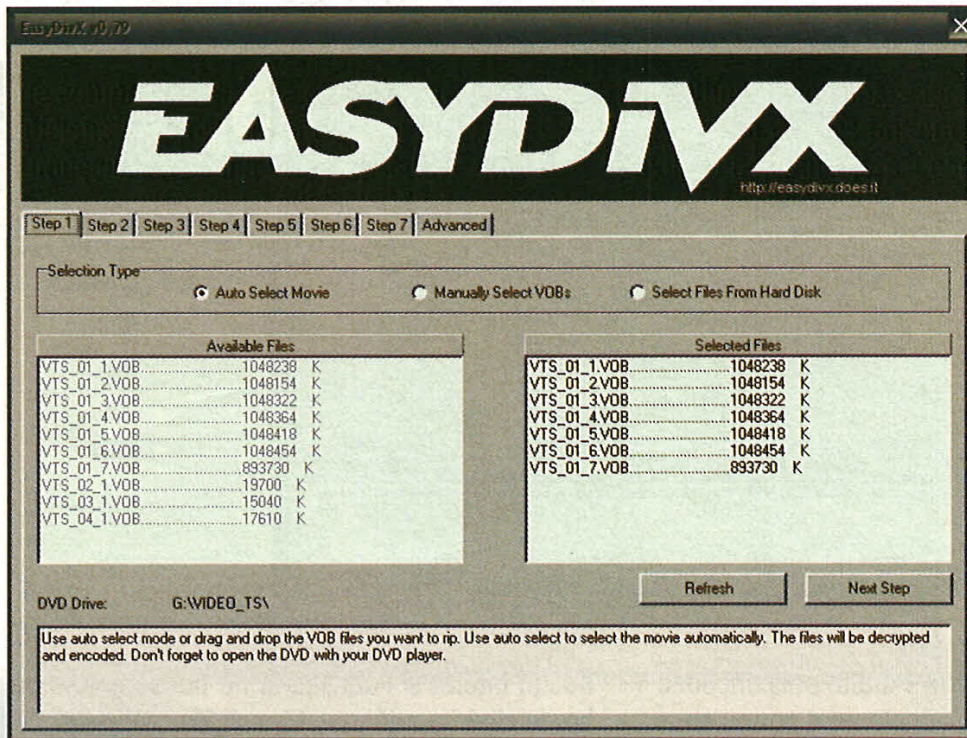 EasyDivX v0.79
EASYDiVX
http://easydivx.does.it
Step 1 Step 2 Step 3 Step 4 Step 5 Step 6 Step 7 Advanced
Selection Type
Auto Select Movie Manually Select VOBs Select Files From Hard Disk
Available Files
VTS_01_1.VOB........................1048238 K
VTS_01_2.VOB........................1048154 K
VTS_01_3.VOB........................1048322 K
VTS_01_4.VOB........................1048364 K
VTS_01_5.VOB........................1048418 K
VTS_01_6.VOB........................1048454 K
VTS_01_7.VOB........................893730 K
VTS_02_1.VOB........................19700 K
VTS_03_1.VOB........................15040 K
VTS_04_1.VOB........................17610 K
Selected Files
VTS_01_1.VOB........................1048238 K
VTS_01_2.VOB........................1048154 K
VTS_01_3.VOB........................1048322 K
VTS_01_4.VOB........................1048364 K
VTS_01_5.VOB........................1048418 K
VTS_01_6.VOB........................1048454 K
VTS_01_7.VOB........................893730 K
Refresh Next Step
DVD Drive: G:\VIDEO_TS\
Use auto select mode or drag and drop the VOB files you want to rip. Use auto select to select the movie automatically. The files will be decrypted
and encoded. Don't forget to open the DVD with your DVD player.